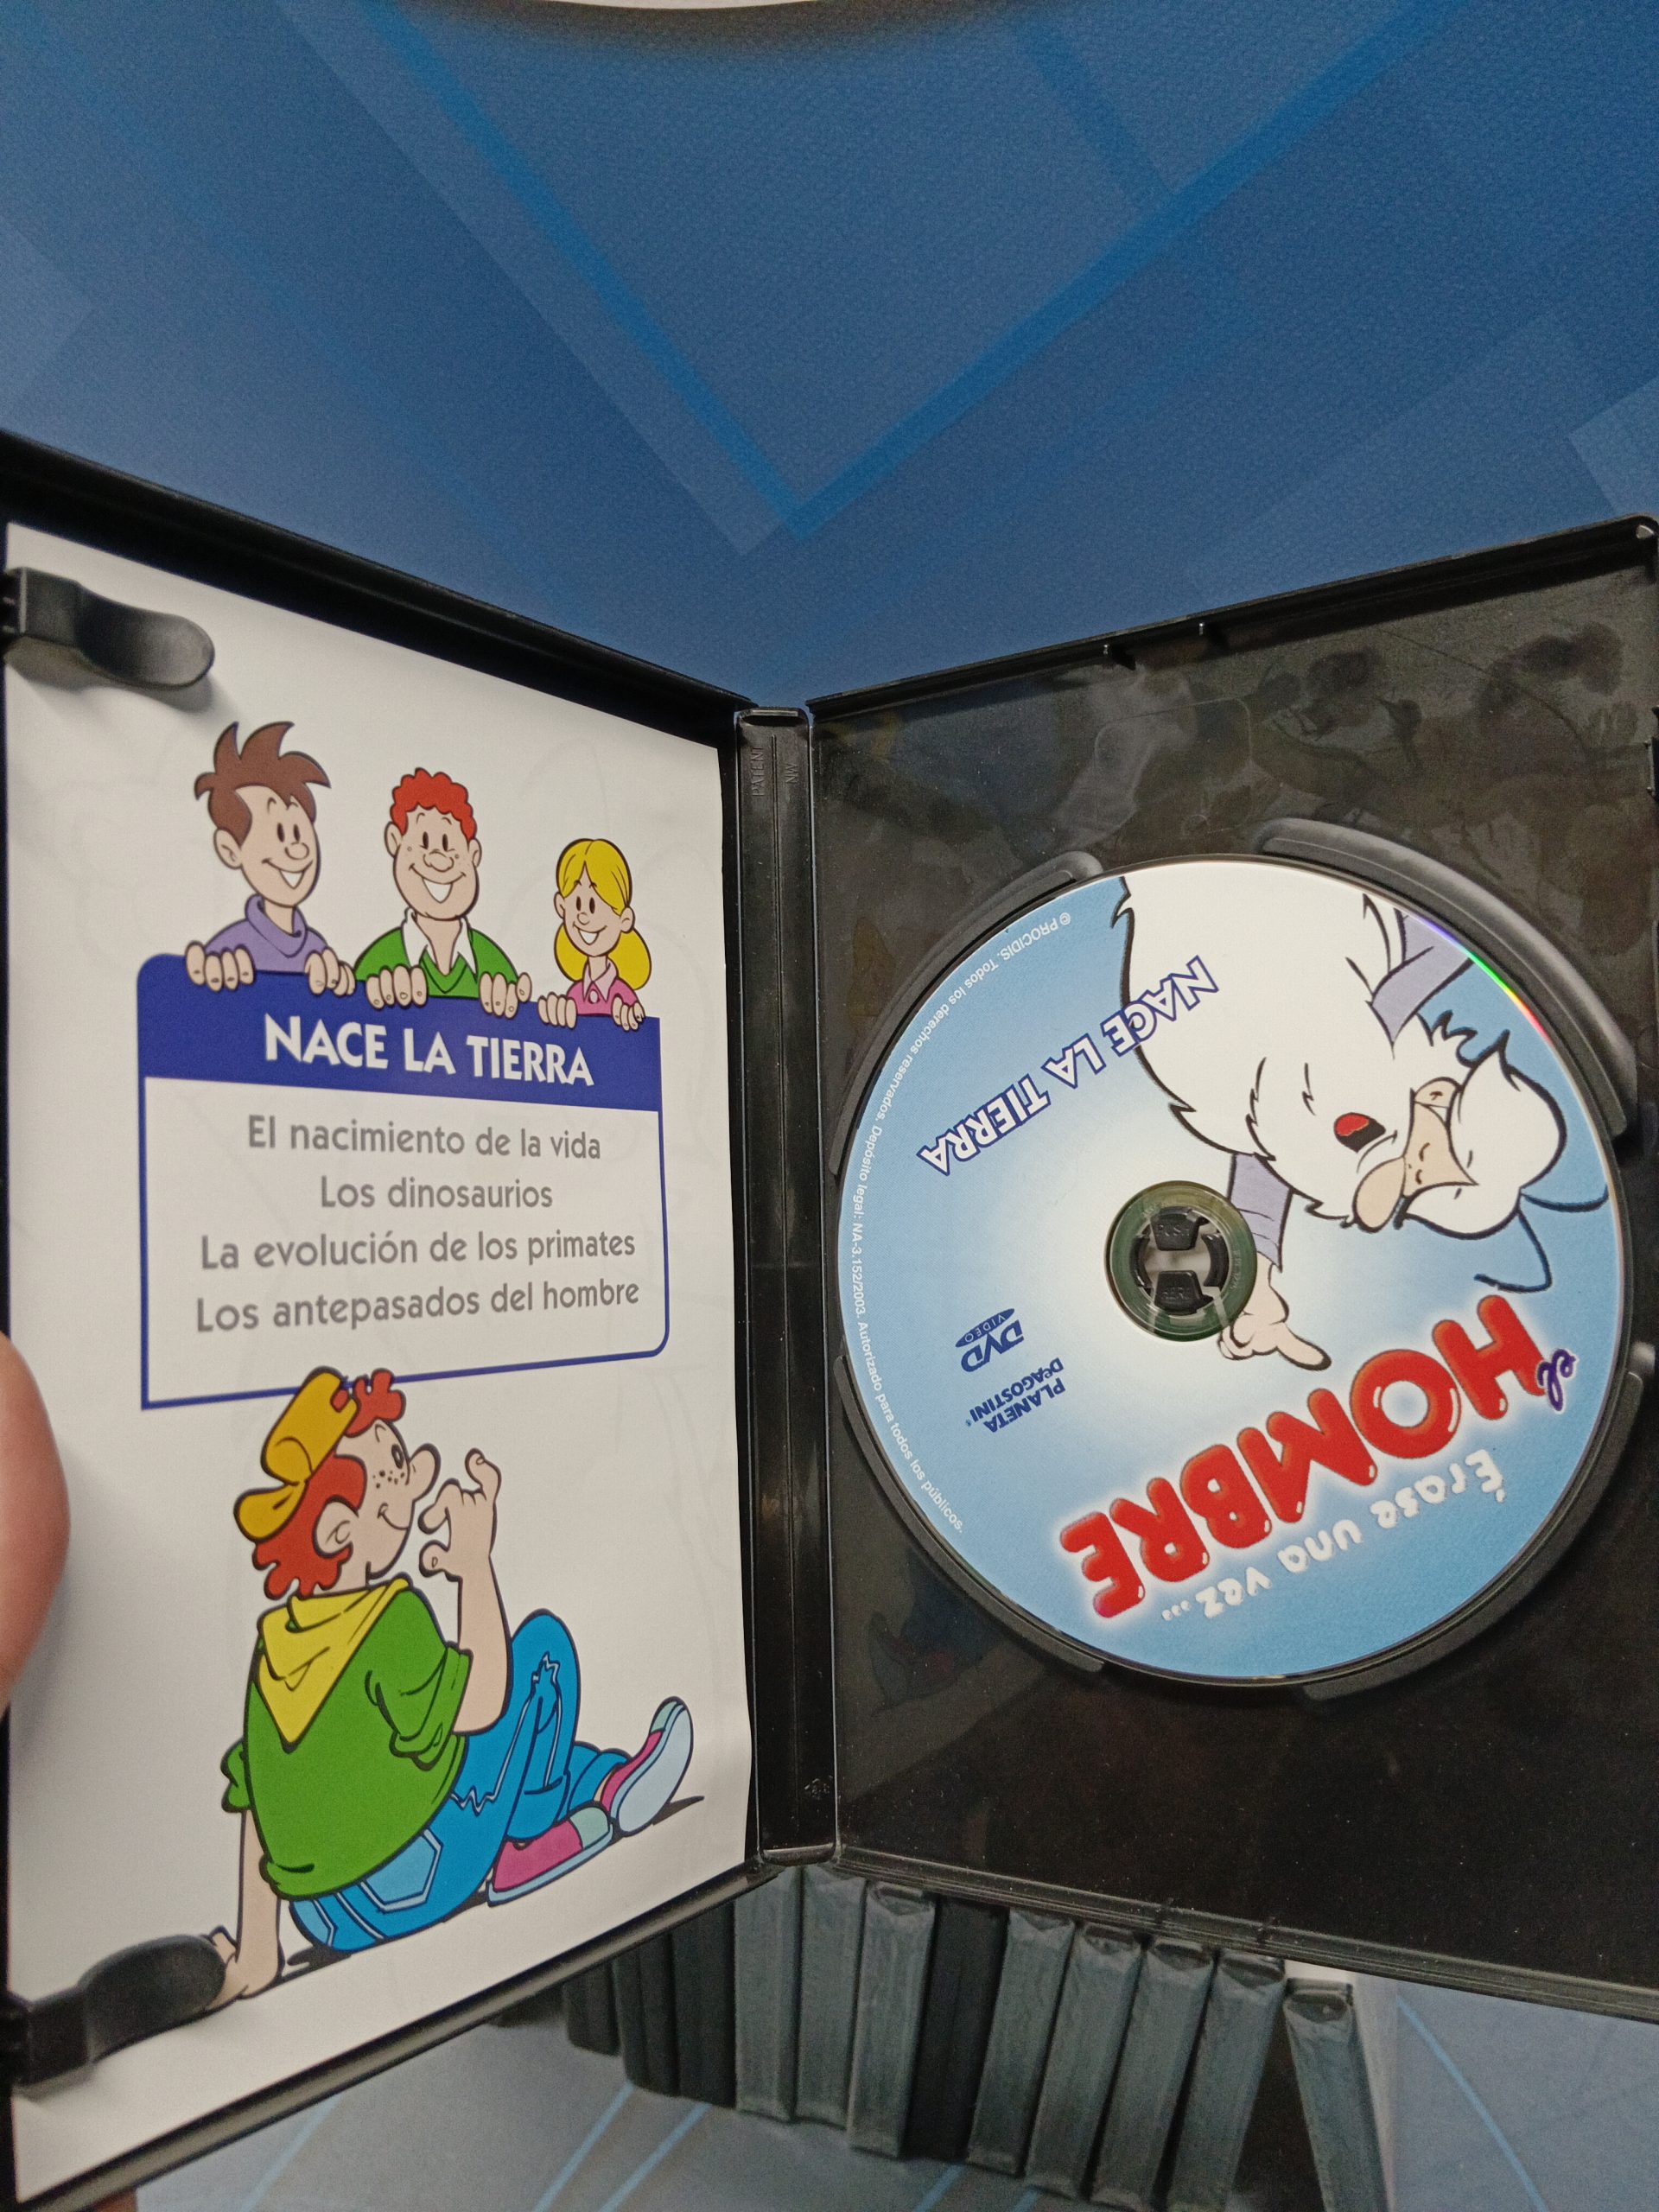 NACE LA TIERRA
El nacimiento de la vida
Los dinosaurios
La evolución de los primates
Los antepasados del hombre
PATENT
Érase una vez...
el
HOMBRE
PLANETA
DeAGOSTINI
DVD
VIDEO
NACE LA TIERRA
© PROCIDIS. Todos los derechos reservados. Depósito legal: NA-3.152/2003. Autorizado para todos los públicos.